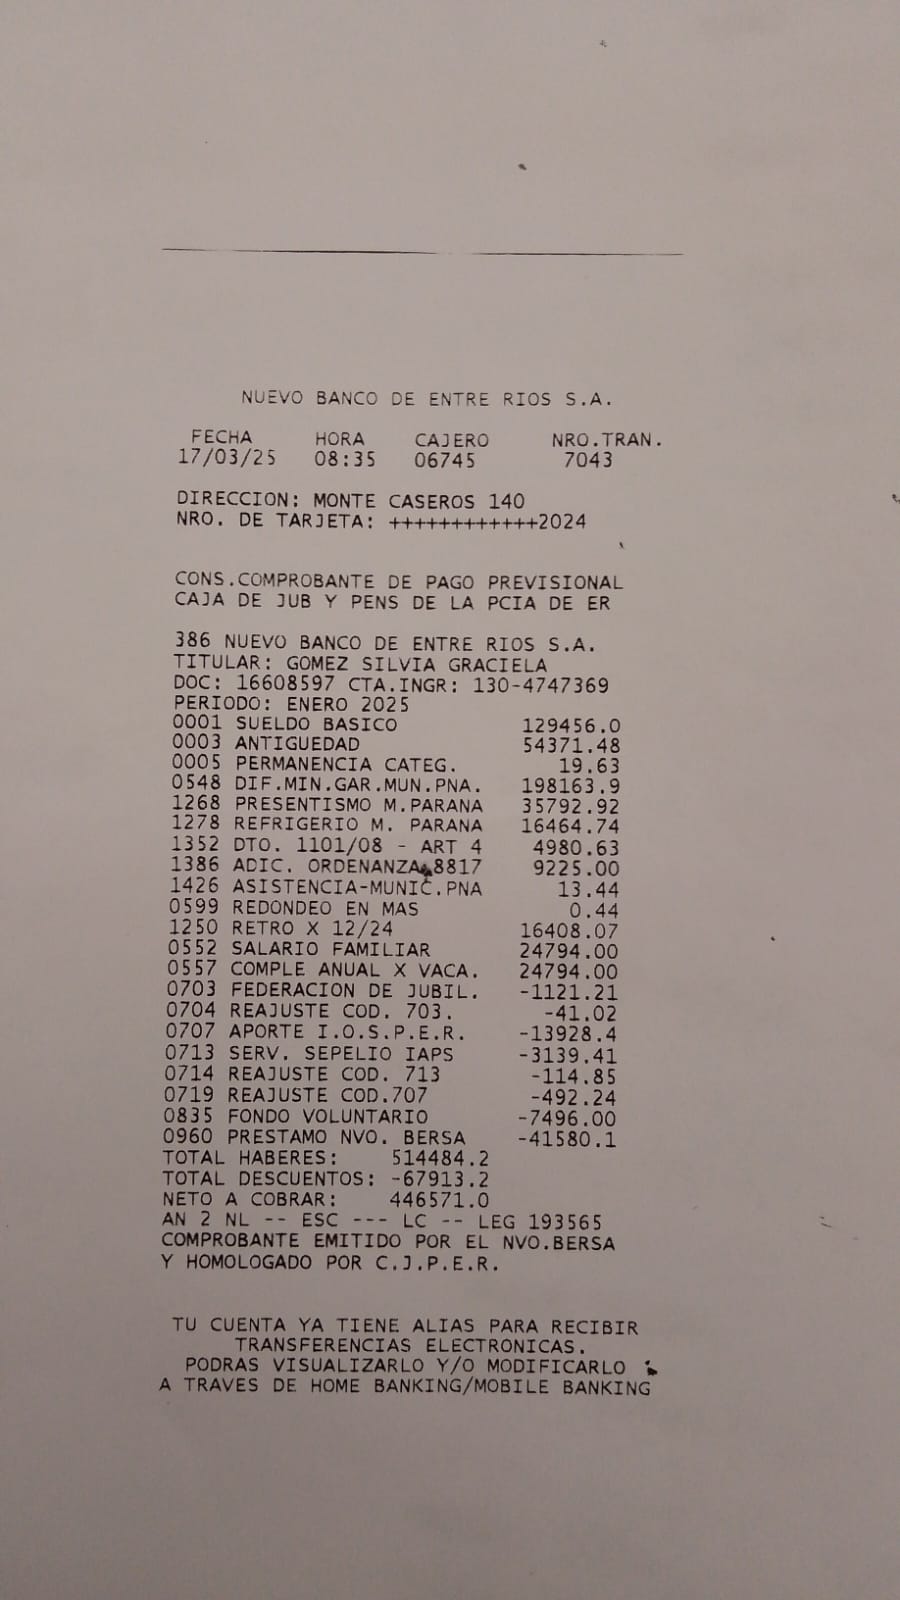 NUEVO BANCO DE ENTRE RIOS S.A.
FECHA HORA CAJERO NRO.TRAN.
17/03/25 08:35 06745 7043
DIRECCION: MONTE CASEROS 140
NRO. DE TARJETA: ++++++++++++2024
CONS.COMPROBANTE DE PAGO PREVISIONAL
CAJA DE JUB Y PENS DE LA PCIA DE ER
386 NUEVO BANCO DE ENTRE RIOS S.A.
TITULAR: GOMEZ SILVIA GRACIELA
DOC: 16608597 CTA.INGR: 130-4747369
PERIODO: ENERO 2025
0001 SUELDO BASICO 129456.0
0003 ANTIGUEDAD 54371.48
0005 PERMANENCIA CATEG. 19.63
0548 DIF.MIN.GAR.MUN.PNA. 198163.9
1268 PRESENTISMO M.PARANA 35792.92
1278 REFRIGERIO M. PARANA 16464.74
1352 DTO. 1101/08 - ART 4 4980.63
1386 ADIC. ORDENANZA 8817 9225.00
1426 ASISTENCIA-MUNIC.PNA 13.44
0599 REDONDEO EN MAS 0.44
1250 RETRO X 12/24 16408.07
0552 SALARIO FAMILIAR 24794.00
0557 COMPLE ANUAL X VACA. 24794.00
0703 FEDERACION DE JUBIL. -1121.21
0704 REAJUSTE COD. 703. -41.02
0707 APORTE I.O.S.P.E.R. -13928.4
0713 SERV. SEPELIO IAPS -3139.41
0714 REAJUSTE COD. 713 -114.85
0719 REAJUSTE COD.707 -492.24
0835 FONDO VOLUNTARIO -7496.00
0960 PRESTAMO NVO. BERSA -41580.1
TOTAL HABERES: 514484.2
TOTAL DESCUENTOS: -67913.2
NETO A COBRAR: 446571.0
AN 2 NL -- ESC --- LC -- LEG 193565
COMPROBANTE EMITIDO POR EL NVO.BERSA
Y HOMOLOGADO POR C.J.P.E.R.
TU CUENTA YA TIENE ALIAS PARA RECIBIR
TRANSFERENCIAS ELECTRONICAS.
PODRAS VISUALIZARLO Y/O MODIFICARLO
A TRAVES DE HOME BANKING/MOBILE BANKING